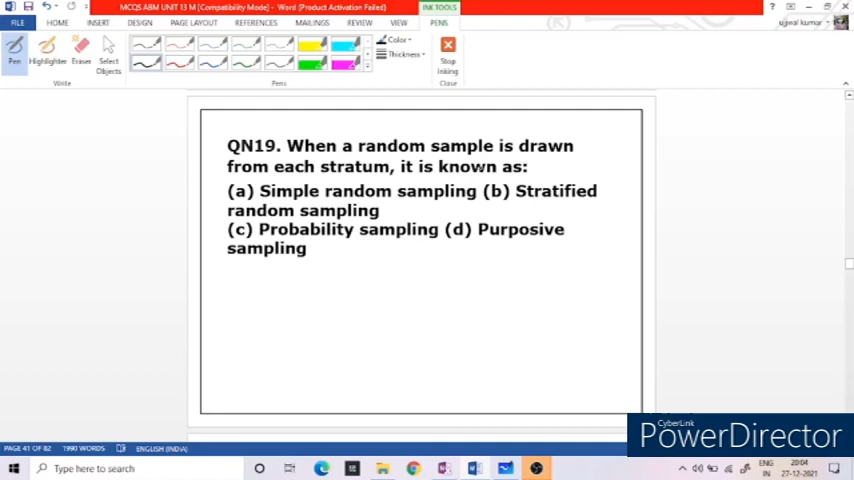 MCQS ABM UNIT 13 M [Compatibility Mode] - Word (Product Activation Failed)
INK TOOLS
FILE HOME INSERT DESIGN PAGE LAYOUT REFERENCES MAILINGS REVIEW VIEW PENS
ujjwal kumar
Pen Highlighter Eraser Select Objects
Color
Thickness
Stop Inking
Write Pens Close
QN19. When a random sample is drawn
from each stratum, it is known as:
(a) Simple random sampling (b) Stratified
random sampling
(c) Probability sampling (d) Purposive
sampling
CyberLink
PowerDirector
PAGE 41 OF 82 1990 WORDS ENGLISH (INDIA)
Type here to search
ENG 20:04
IN 27-12-2021